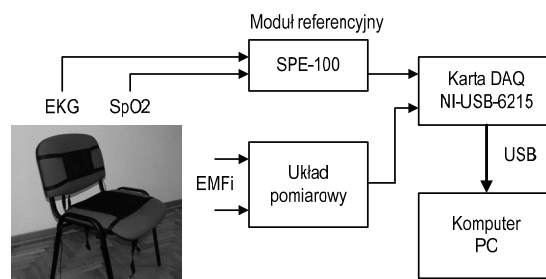 Moduł referencyjny
SPE-100
EKG
SpO2
Karta DAQ
NI-USB-6215
EMFi
Układ
pomiarowy
USB
Komputer
PC